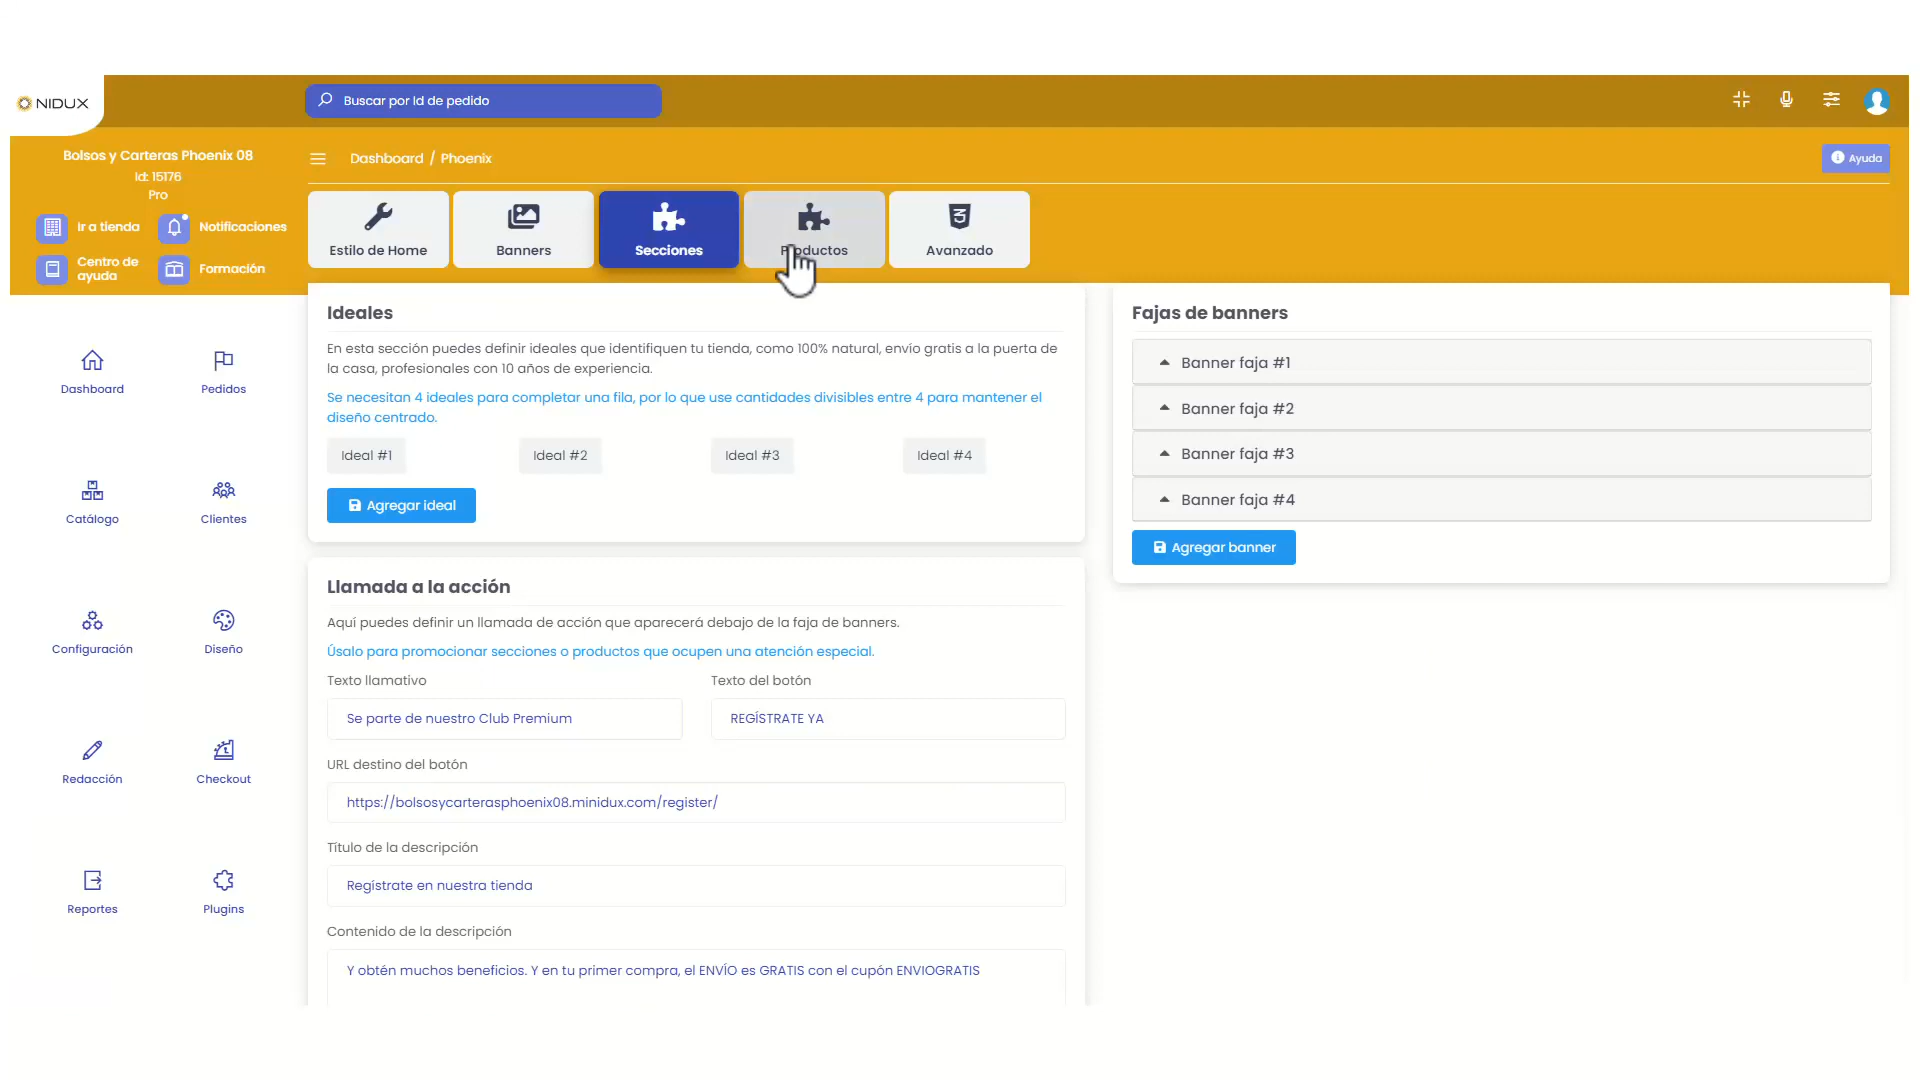 NIDUX
Buscar por Id de pedido
Bolsos y Carteras Phoenix 08
Id: 15176
Pro
Ir a tienda
Notificaciones
Centro de
ayuda
Formación
Dashboard / Phoenix
Ayuda
Estilo de Home
Banners
Secciones
Productos
Avanzado
Dashboard
Pedidos
Catálogo
Clientes
Configuración
Diseño
Redacción
Checkout
Reportes
Plugins
Ideales
En esta sección puedes definir ideales que identifiquen tu tienda, como 100% natural, envío gratis a la puerta de
la casa, profesionales con 10 años de experiencia.
Se necesitan 4 ideales para completar una fila, por lo que use cantidades divisibles entre 4 para mantener el
diseño centrado.
Ideal #1
Ideal #2
Ideal #3
Ideal #4
Agregar ideal
Llamada a la acción
Aquí puedes definir un llamada de acción que aparecerá debajo de la faja de banners.
Úsalo para promocionar secciones o productos que ocupen una atención especial.
Texto llamativo
Texto del botón
Se parte de nuestro Club Premium
REGÍSTRATE YA
URL destino del botón
https://bolsosycarterasphoenix08.minidux.com/register/
Título de la descripción
Regístrate en nuestra tienda
Contenido de la descripción
Y obtén muchos beneficios. Y en tu primer compra, el ENVÍO es GRATIS con el cupón ENVIOGRATIS
Fajas de banners
Banner faja #1
Banner faja #2
Banner faja #3
Banner faja #4
Agregar banner